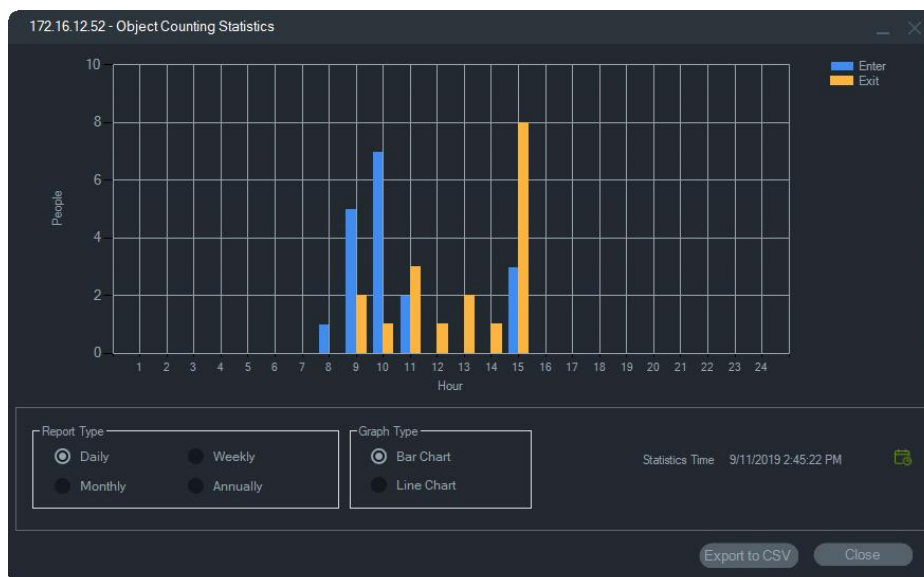 172.16.12.52 - Object Counting Statistics
Enter
Exit
10
8
6
4
2
0
People
1 2 3 4 5 6 7 8 9 10 11 12 13 14 15 16 17 18 19 20 21 22 23 24
Hour
Report Type
Daily
Weekly
Monthly
Annually
Graph Type
Bar Chart
Line Chart
Statistics Time 9/11/2019 2:45:22 PM
Export to CSV
Close